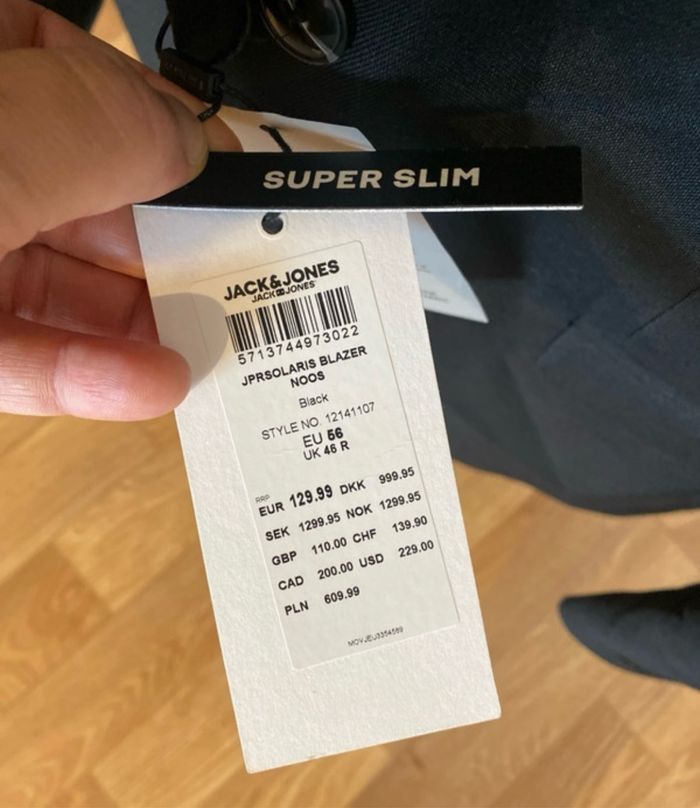 SUPER SLIM
JACK&JONES
JACK JONES
5713744973022
JPRSOLARIS BLAZER
NOOS
Black
STYLE NO. 12141107
EU 56
UK 46 R
RRP
EUR 129.99 DKK 999.95
SEK 1299.95 NOK 1299.95
GBP 110.00 CHF 139.90
CAD 200.00 USD 229.00
PLN 609.99